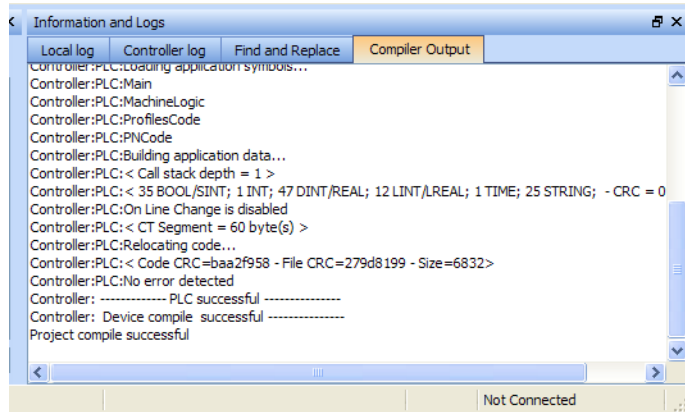 Information and Logs
Local log Controller log Find and Replace Compiler Output
Controller:PLC:Loading application symbols...
Controller:PLC:Main
Controller:PLC:MachineLogic
Controller:PLC:ProfilesCode
Controller:PLC:PNCode
Controller:PLC:Building application data...
Controller:PLC:< Call stack depth = 1 >
Controller:PLC:< 35 BOOL/SINT; 1 INT; 47 DINT/REAL; 12 LINT/LREAL; 1 TIME; 25 STRING;  - CRC = 0
Controller:PLC:On Line Change is disabled
Controller:PLC:< CT Segment = 60 byte(s) >
Controller:PLC:Relocating code...
Controller:PLC:< Code CRC=baa2f958 - File CRC=279d8199 - Size=6832>
Controller:PLC:No error detected
Controller: ------------- PLC successful ---------------
Controller:  Device compile  successful ---------------
Project compile successful
Not Connected